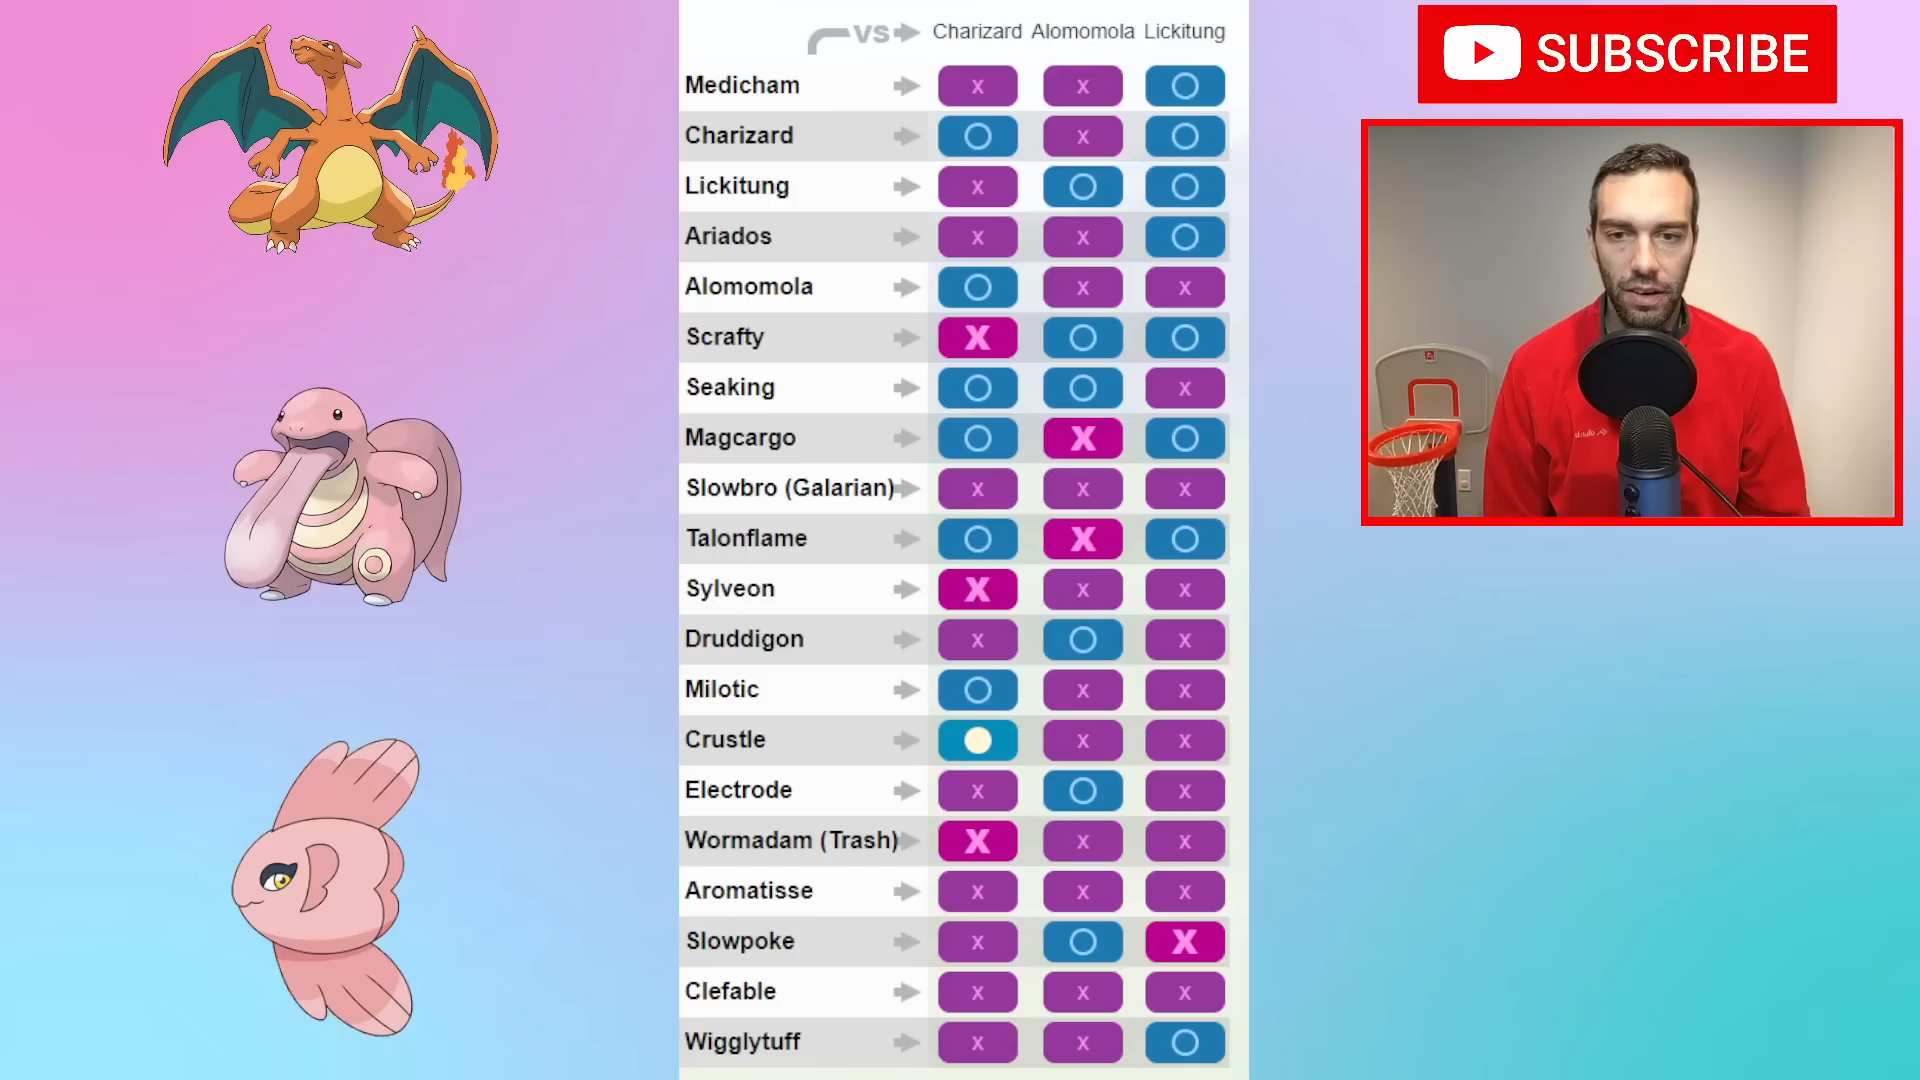 VS Charizard Alomomola Lickitung
Medicham x x
Charizard x
Lickitung x
Ariados x x
Alomomola x x
Scrafty X
Seaking x
Magcargo X
Slowbro (Galarian) x x x
Talonflame X
Sylveon X x x
Druddigon x x
Milotic x x
Crustle x x
Electrode x x
Wormadam (Trash) X x x
Aromatisse x x x
Slowpoke x X
Clefable x x x
Wigglytuff x x
SUBSCRIBE